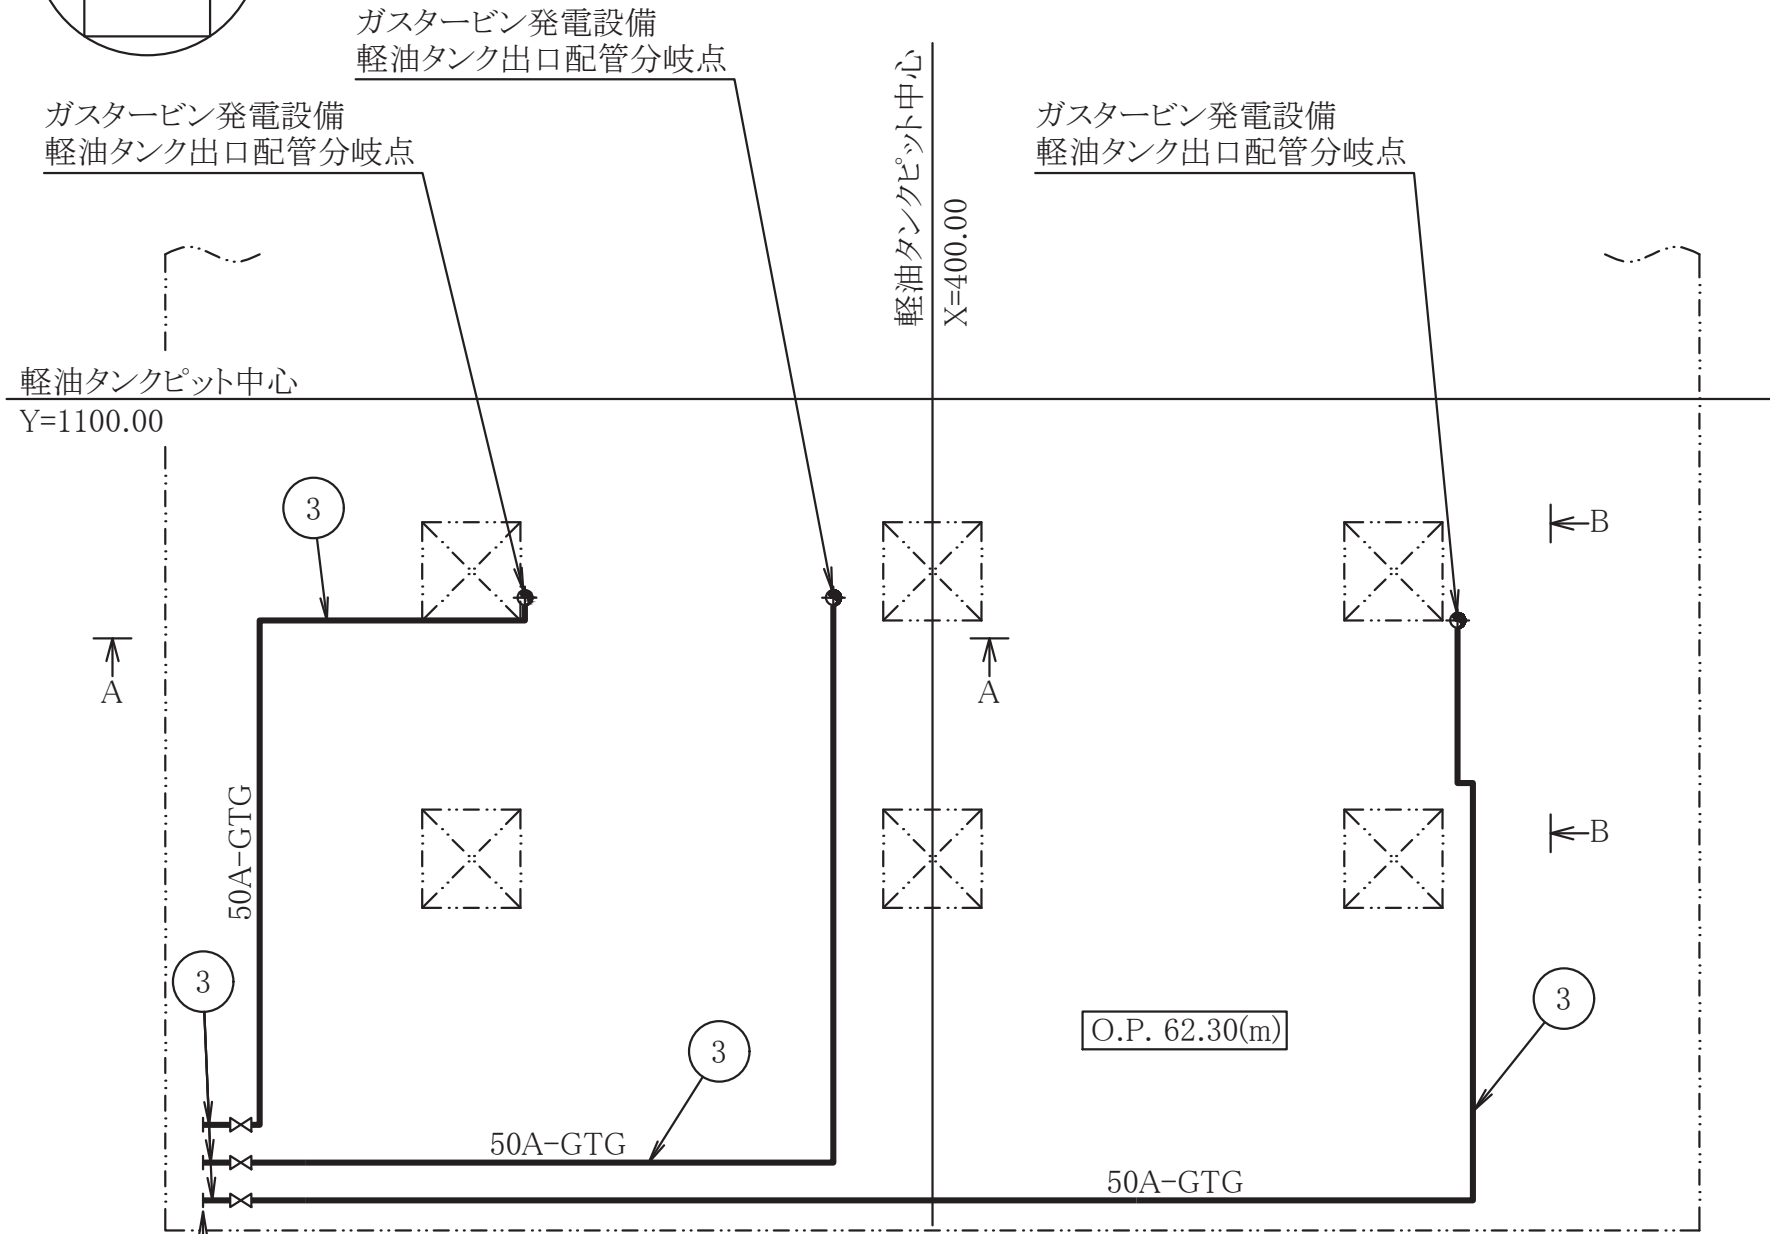 ガスタービン発電設備
軽油タンク出口配管分岐点
ガスタービン発電設備
軽油タンク出口配管分岐点
軽油タンクピット中心
X=400.00
ガスタービン発電設備
軽油タンク出口配管分岐点
軽油タンクピット中心
Y=1100.00
3
B
A
A
50A-GTG
B
3
3
O.P. 62.30(m)
3
50A-GTG
50A-GTG